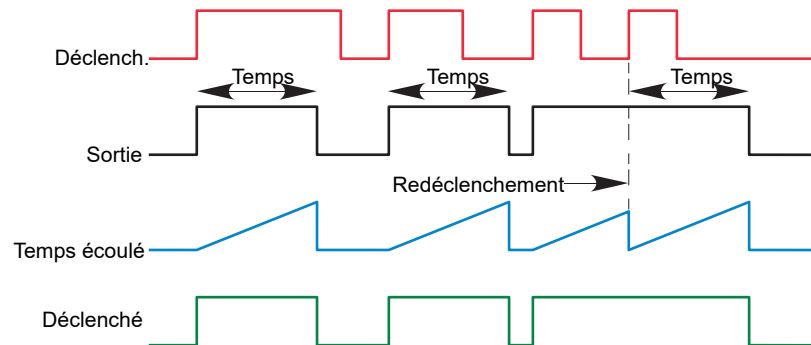 Déclench.
Temps
Temps
Temps
Sortie
Redéclenchement
Temps écoulé
Déclenché